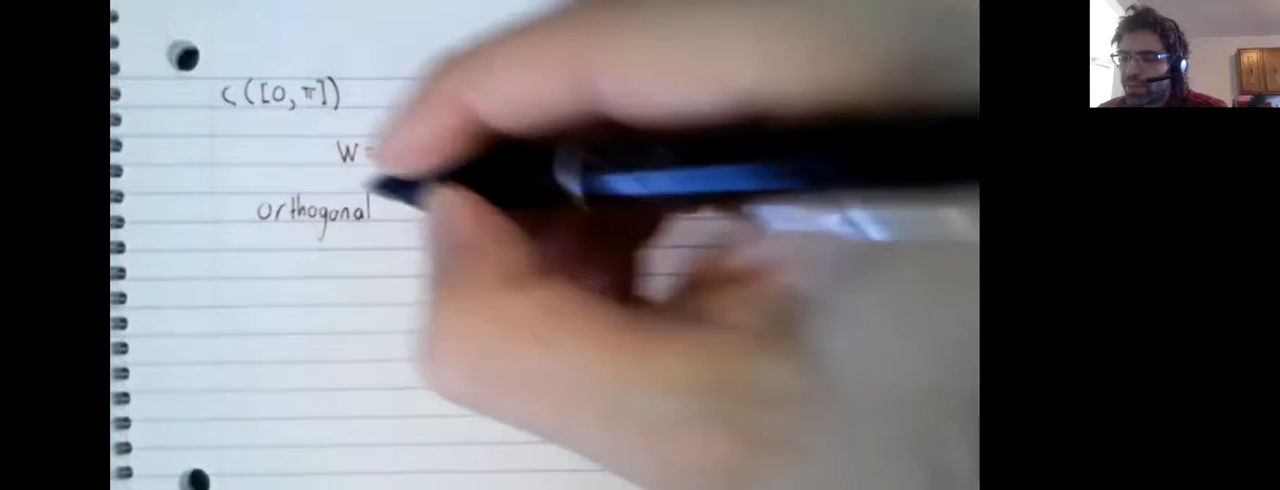 C([0, π])
W =
orthogonal